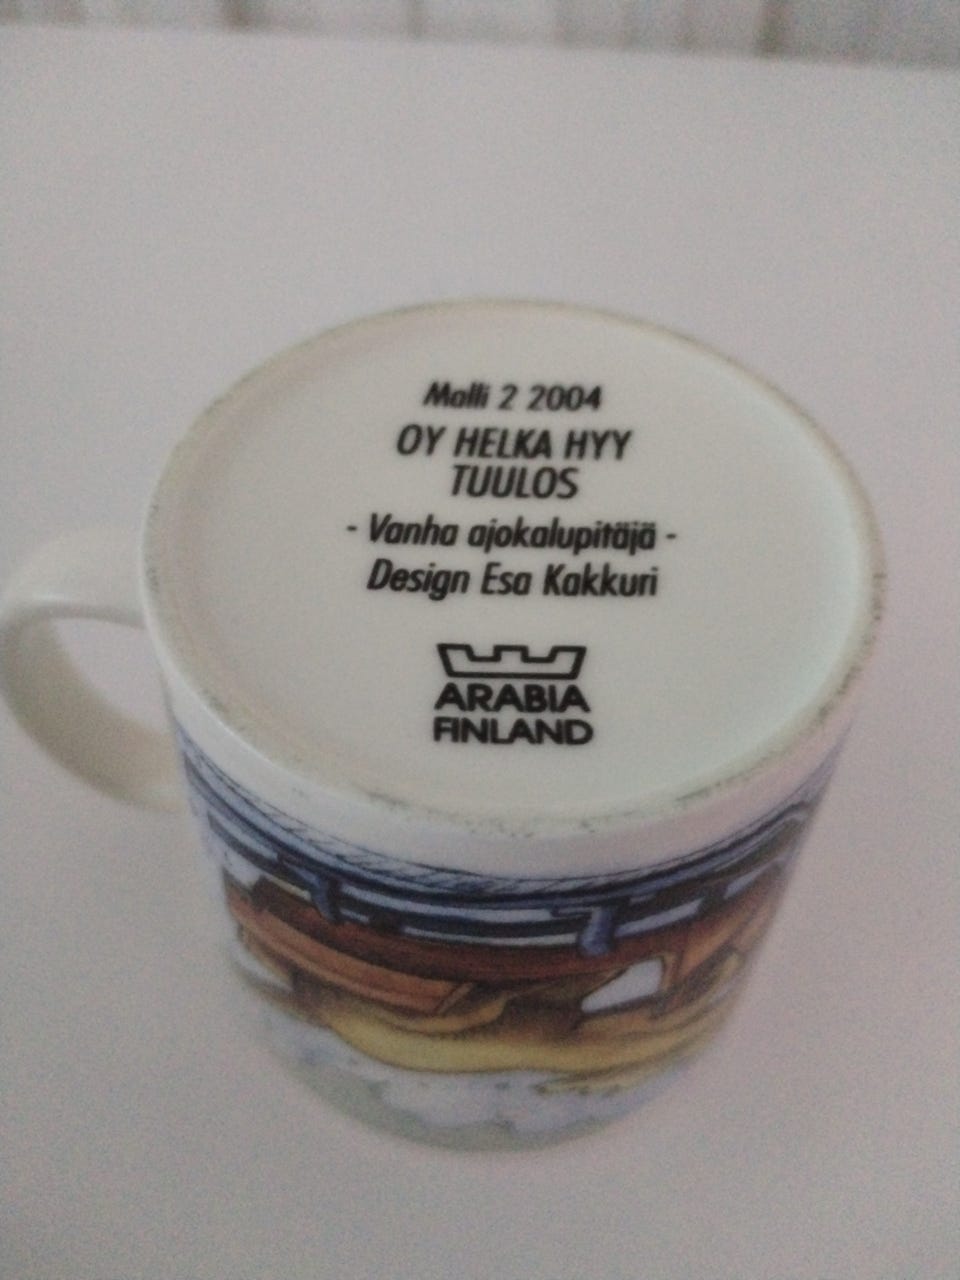 Malli 2 2004
OY HELKA HYY
TUULOS
- Vanha ajokalupitäjä -
Design Esa Kakkuri
ARABIA
FINLAND